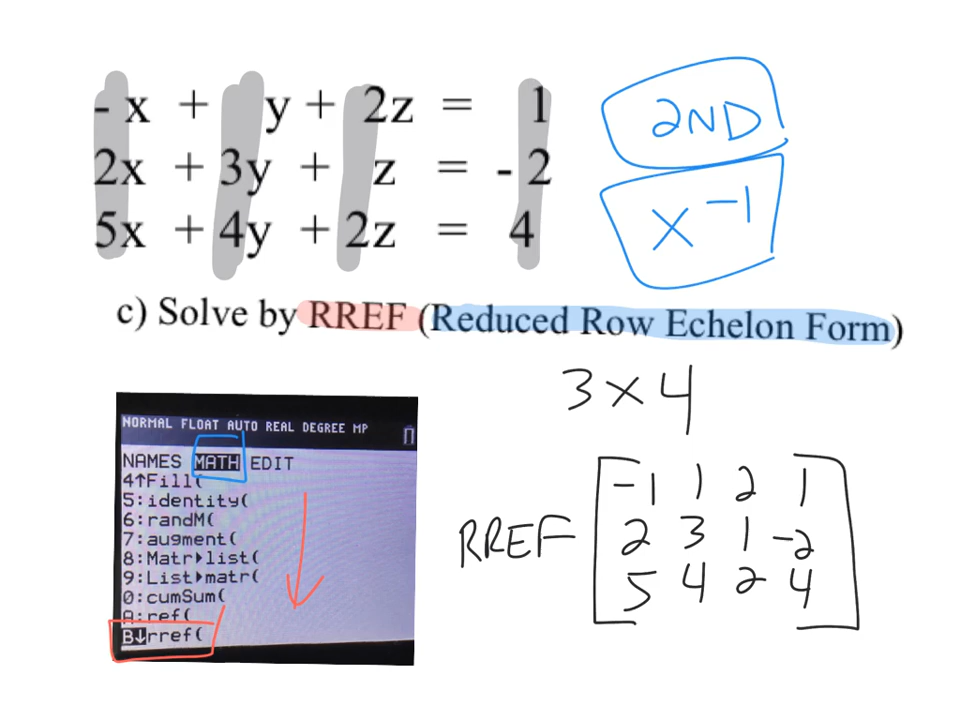 -x + y + 2z = 1
2x + 3y + z = -2
5x + 4y + 2z = 4
2ND
x⁻¹
c) Solve by RREF (Reduced Row Echelon Form)
3 x 4
NORMAL FLOAT AUTO REAL DEGREE MP
NAMES MATH EDIT
4↑Fill(
5:identity(
6:randM(
7:augment(
8:Matr▸list(
9:List▸matr(
0:cumSum(
A:ref(
B↓rref(
RREF
-1 1 2 1
2 3 1 -2
5 4 2 4